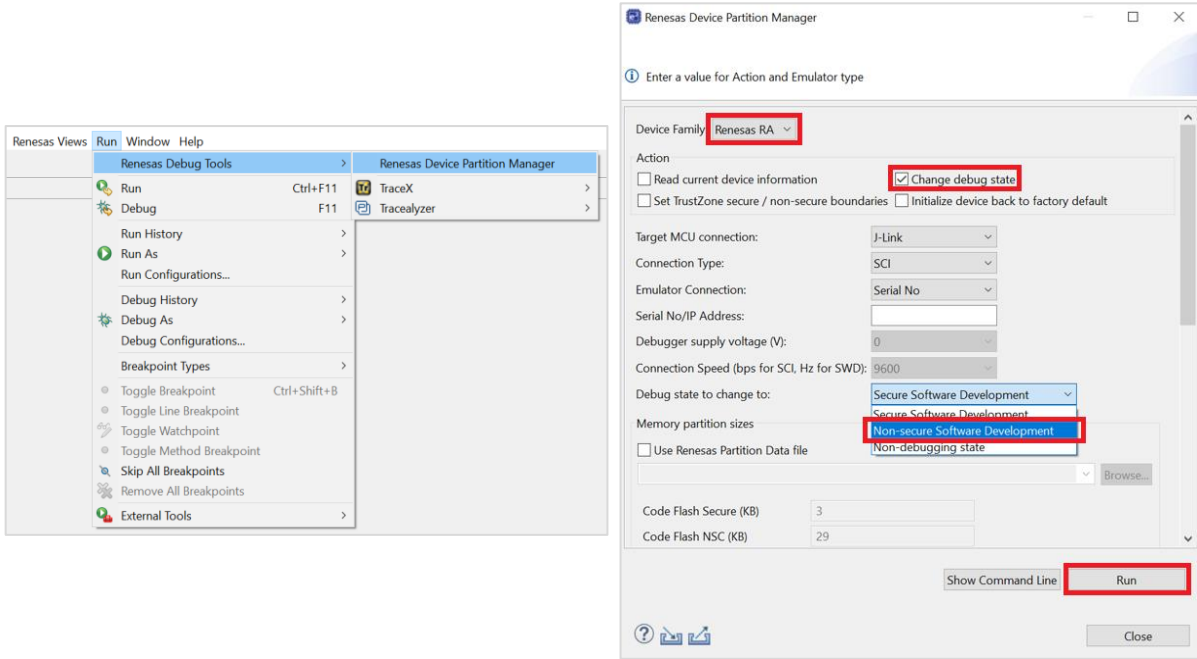 Renesas Views Run Window Help
Renesas Debug Tools >
Run Ctrl+F11
Debug F11
Run History >
Run As >
Run Configurations...
Debug History >
Debug As >
Debug Configurations...
Breakpoint Types >
Toggle Breakpoint Ctrl+Shift+B
Toggle Line Breakpoint
Toggle Watchpoint
Toggle Method Breakpoint
Skip All Breakpoints
Remove All Breakpoints
External Tools >
Renesas Device Partition Manager
TraceX >
Tracealyzer >
Renesas Device Partition Manager
Enter a value for Action and Emulator type
Device Family: Renesas RA
Action
Read current device information Change debug state
Set TrustZone secure / non-secure boundaries Initialize device back to factory default
Target MCU connection: J-Link
Connection Type: SCI
Emulator Connection: Serial No
Serial No/IP Address:
Debugger supply voltage (V): 0
Connection Speed (bps for SCI, Hz for SWD): 9600
Debug state to change to: Secure Software Development
Secure Software Development
Non-secure Software Development
Non-debugging state
Memory partition sizes
Use Renesas Partition Data file
Browse...
Code Flash Secure (KB) 3
Code Flash NSC (KB) 29
Show Command Line Run
Close